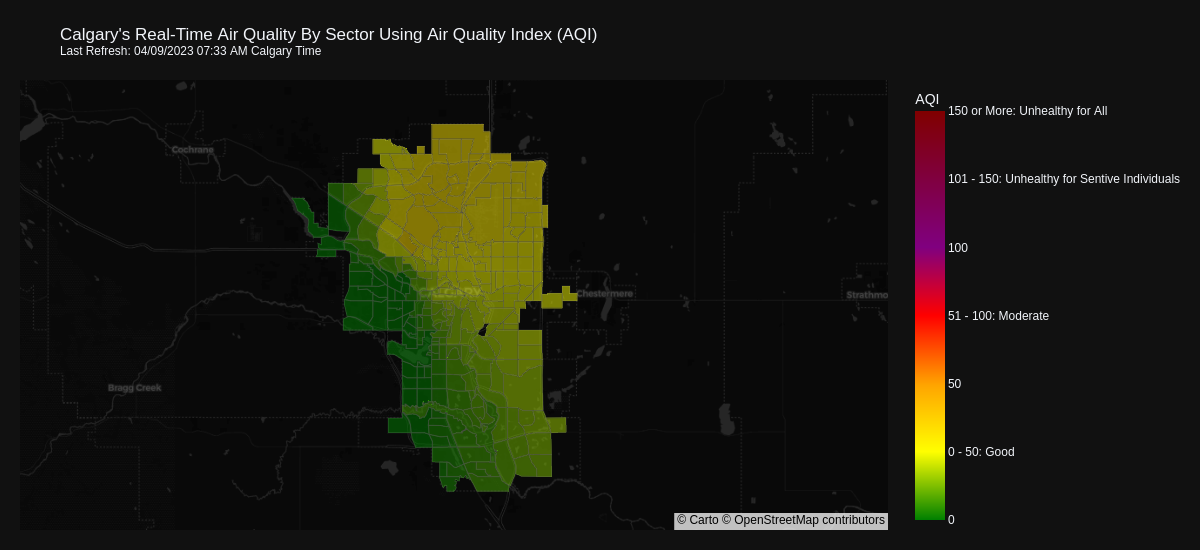 Calgary's Real-Time Air Quality By Sector Using Air Quality Index (AQI)
Last Refresh: 04/09/2023 07:33 AM Calgary Time
AQI
150 or More: Unhealthy for All
Cochrane
101 - 150: Unhealthy for Sentive Individuals
100
CALGARY
Chestermere
Strathmo
51 - 100: Moderate
50
Bragg Creek
0 - 50: Good
0
© Carto © OpenStreetMap contributors